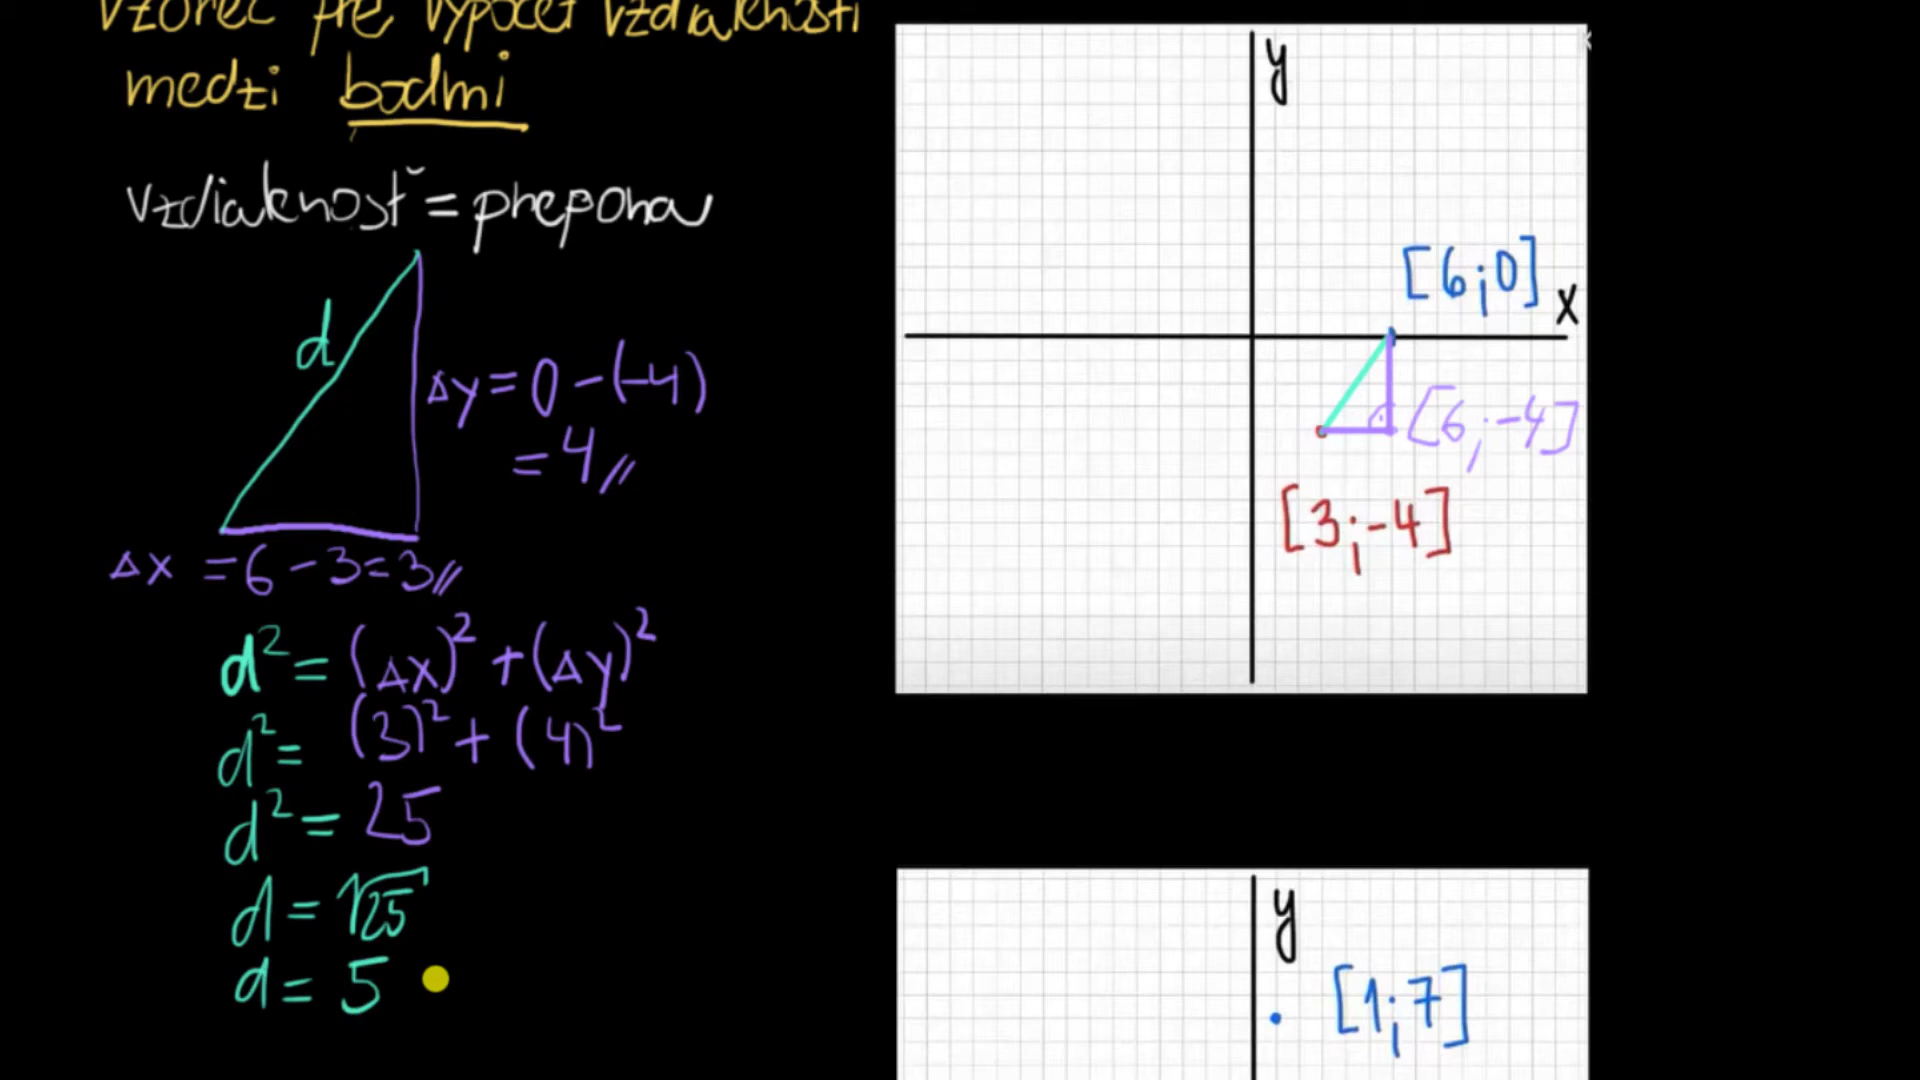 vzorec pre výpočet vzdialenosti
medzi bodmi
vzdialenosť = prepona
d
Δy = 0 - (-4)
= 4
Δx = 6 - 3 = 3
d² = (Δx)² + (Δy)²
d² = (3)² + (4)²
d² = 25
d = √25
d = 5
y
[6;0]
x
[6;-4]
[3;-4]
y
[1;7]